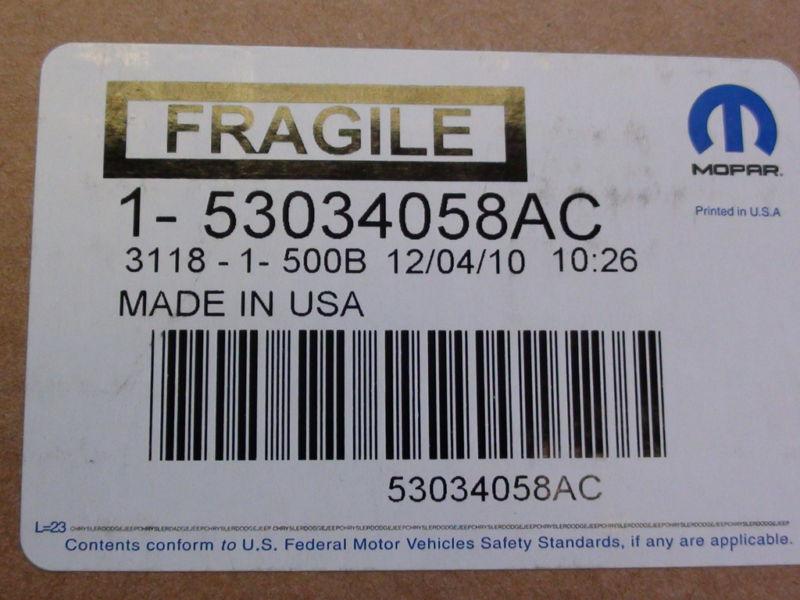 FRAGILE
MOPAR.
Printed in U.S.A
1- 53034058AC
3118 - 1- 500B 12/04/10 10:26
MADE IN USA
53034058AC
L=23
Contents conform to U.S. Federal Motor Vehicles Safety Standards, if any are applicable.